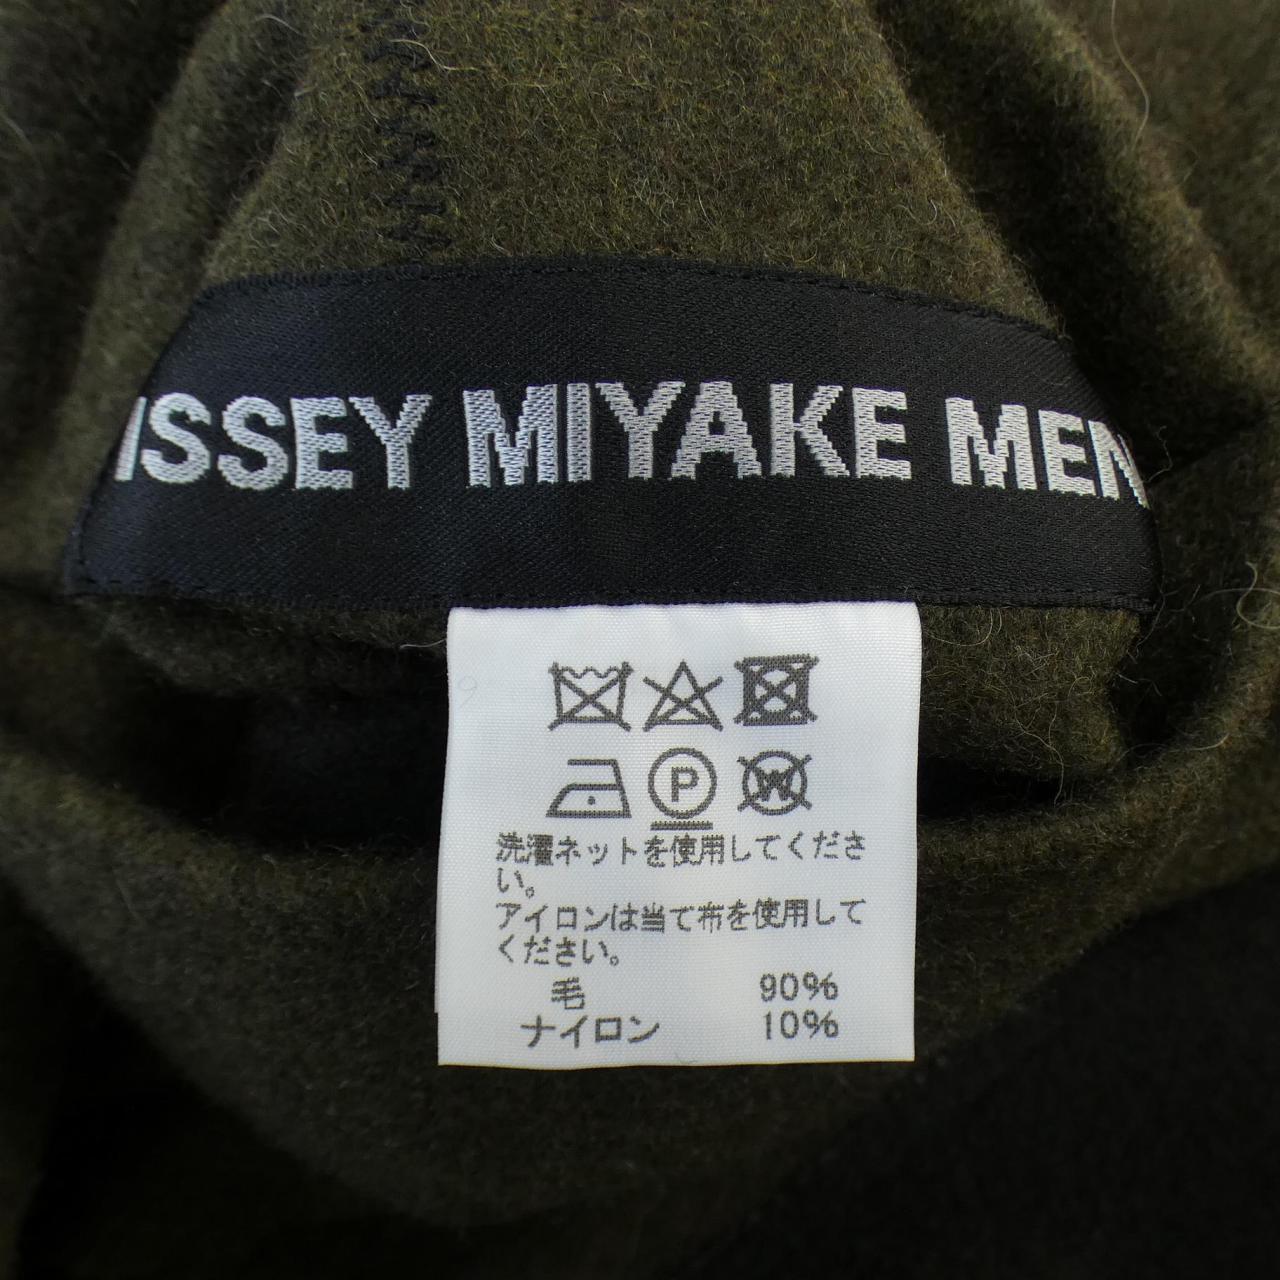 ISSEY MIYAKE MEN
P
W
洗濯ネットを使用してくださ
い。
アイロンは当て布を使用して
ください。
毛 90%
ナイロン 10%